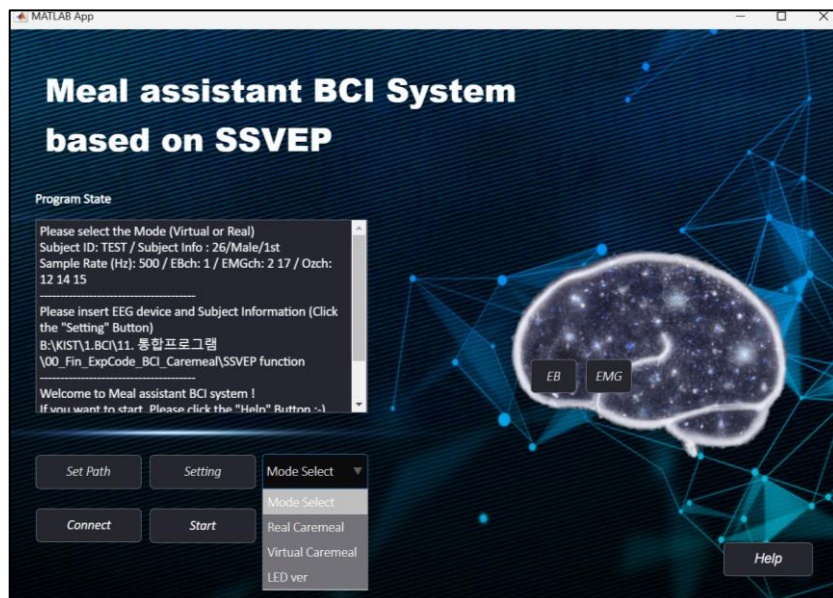 MATLAB App
Meal assistant BCI System
based on SSVEP
Program State
Please select the Mode (Virtual or Real)
Subject ID: TEST / Subject Info : 26/Male/1st
Sample Rate (Hz): 500 / EBch: 1 / EMGch: 2 17 / Ozch:
12 14 15
--------------------------------------
Please insert EEG device and Subject Information (Click
the "Setting" Button)
B:\KIST\1.BCI\11. 통합프로그램
\00_Fin_ExpCode_BCI_Caremeal\SSVEP function
--------------------------------------
Welcome to Meal assistant BCI system !
If you want to start, Please click the "Help" Button :-)
EB
EMG
Set Path
Setting
Mode Select
Mode Select
Connect
Start
Real Caremeal
Virtual Caremeal
LED ver
Help